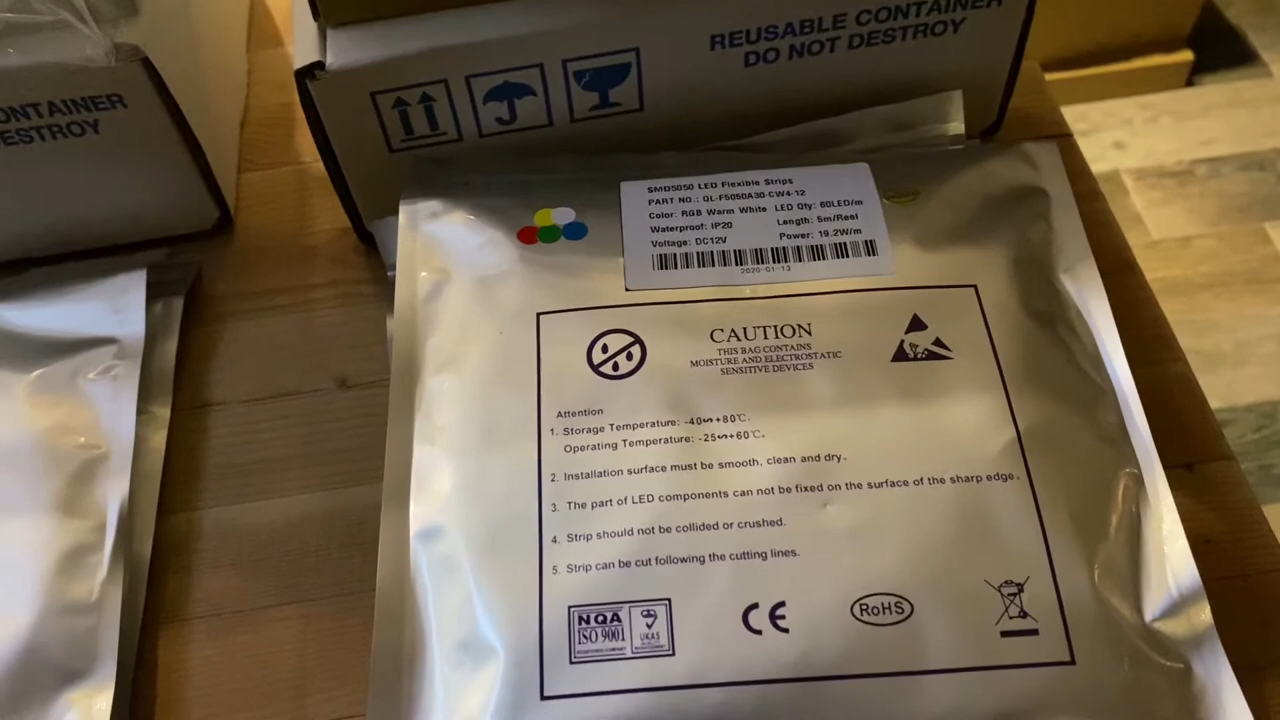 REUSABLE CONTAINER
DO NOT DESTROY
ONTAINER
ESTROY
SMD5050 LED Flexible Strips
PART NO.: QL-F5050A30-CW4-12
Color: RGB Warm White LED Qty: 60LED/m
Waterproof: IP20 Length: 5m/Reel
Voltage: DC12V Power: 19.2W/m
2020-01-13
CAUTION
THIS BAG CONTAINS
MOISTURE AND ELECTROSTATIC
SENSITIVE DEVICES
Attention
1. Storage Temperature: -40∽+80℃.
Operating Temperature: -25∽+60℃.
2. Installation surface must be smooth, clean and dry.
3. The part of LED components can not be fixed on the surface of the sharp edge.
4. Strip should not be collided or crushed.
5. Strip can be cut following the cutting lines.
NQA
ISO 9001
UKAS
CE
RoHS